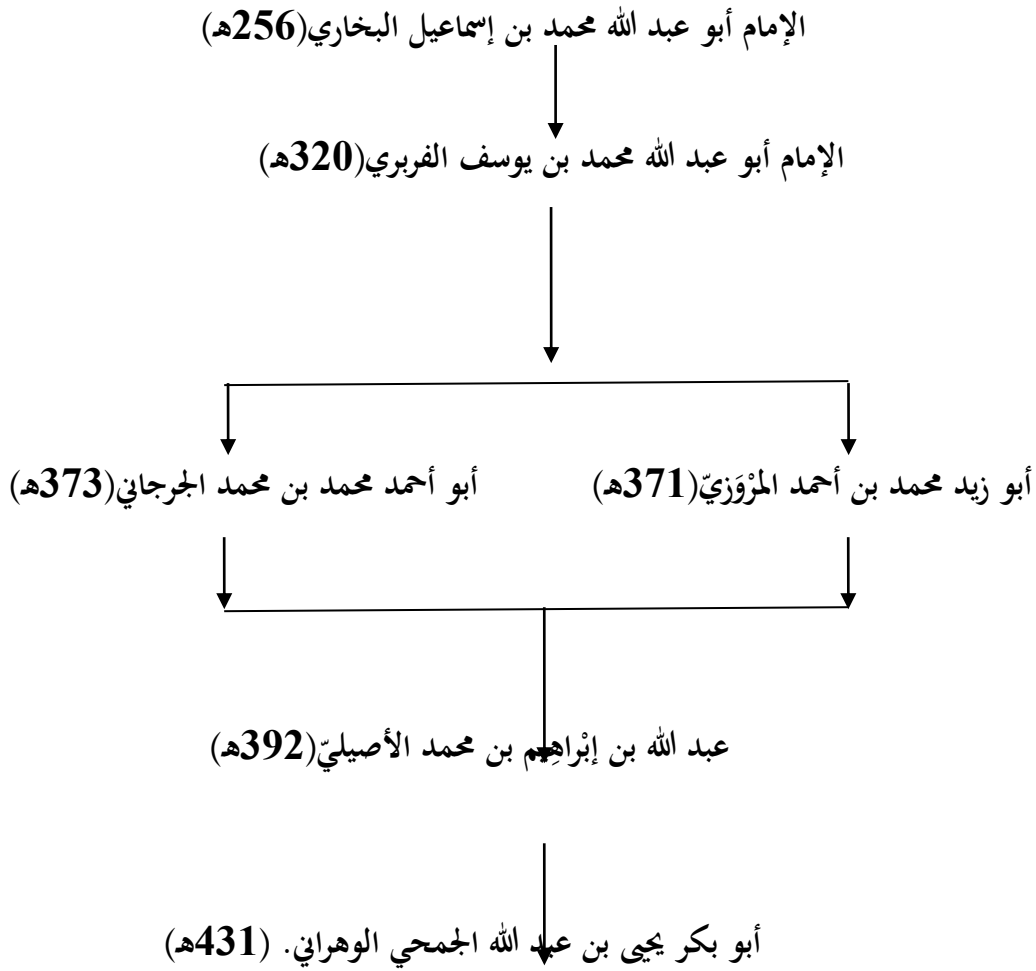 الإمام أبو عبد الله محمد بن إسماعيل البخاري(256هـ)
الإمام أبو عبد الله محمد بن يوسف الفربري(320هـ)
أبو زيد محمد بن أحمد المرْوَزيّ(371هـ) أبو أحمد محمد بن محمد الجرجاني(373هـ)
عبد الله بن إبْراهِيم بن محمد الأصيليّ(392هـ)
أبو بكر يحيى بن عبد الله الجمحي الوهراني. (431هـ)